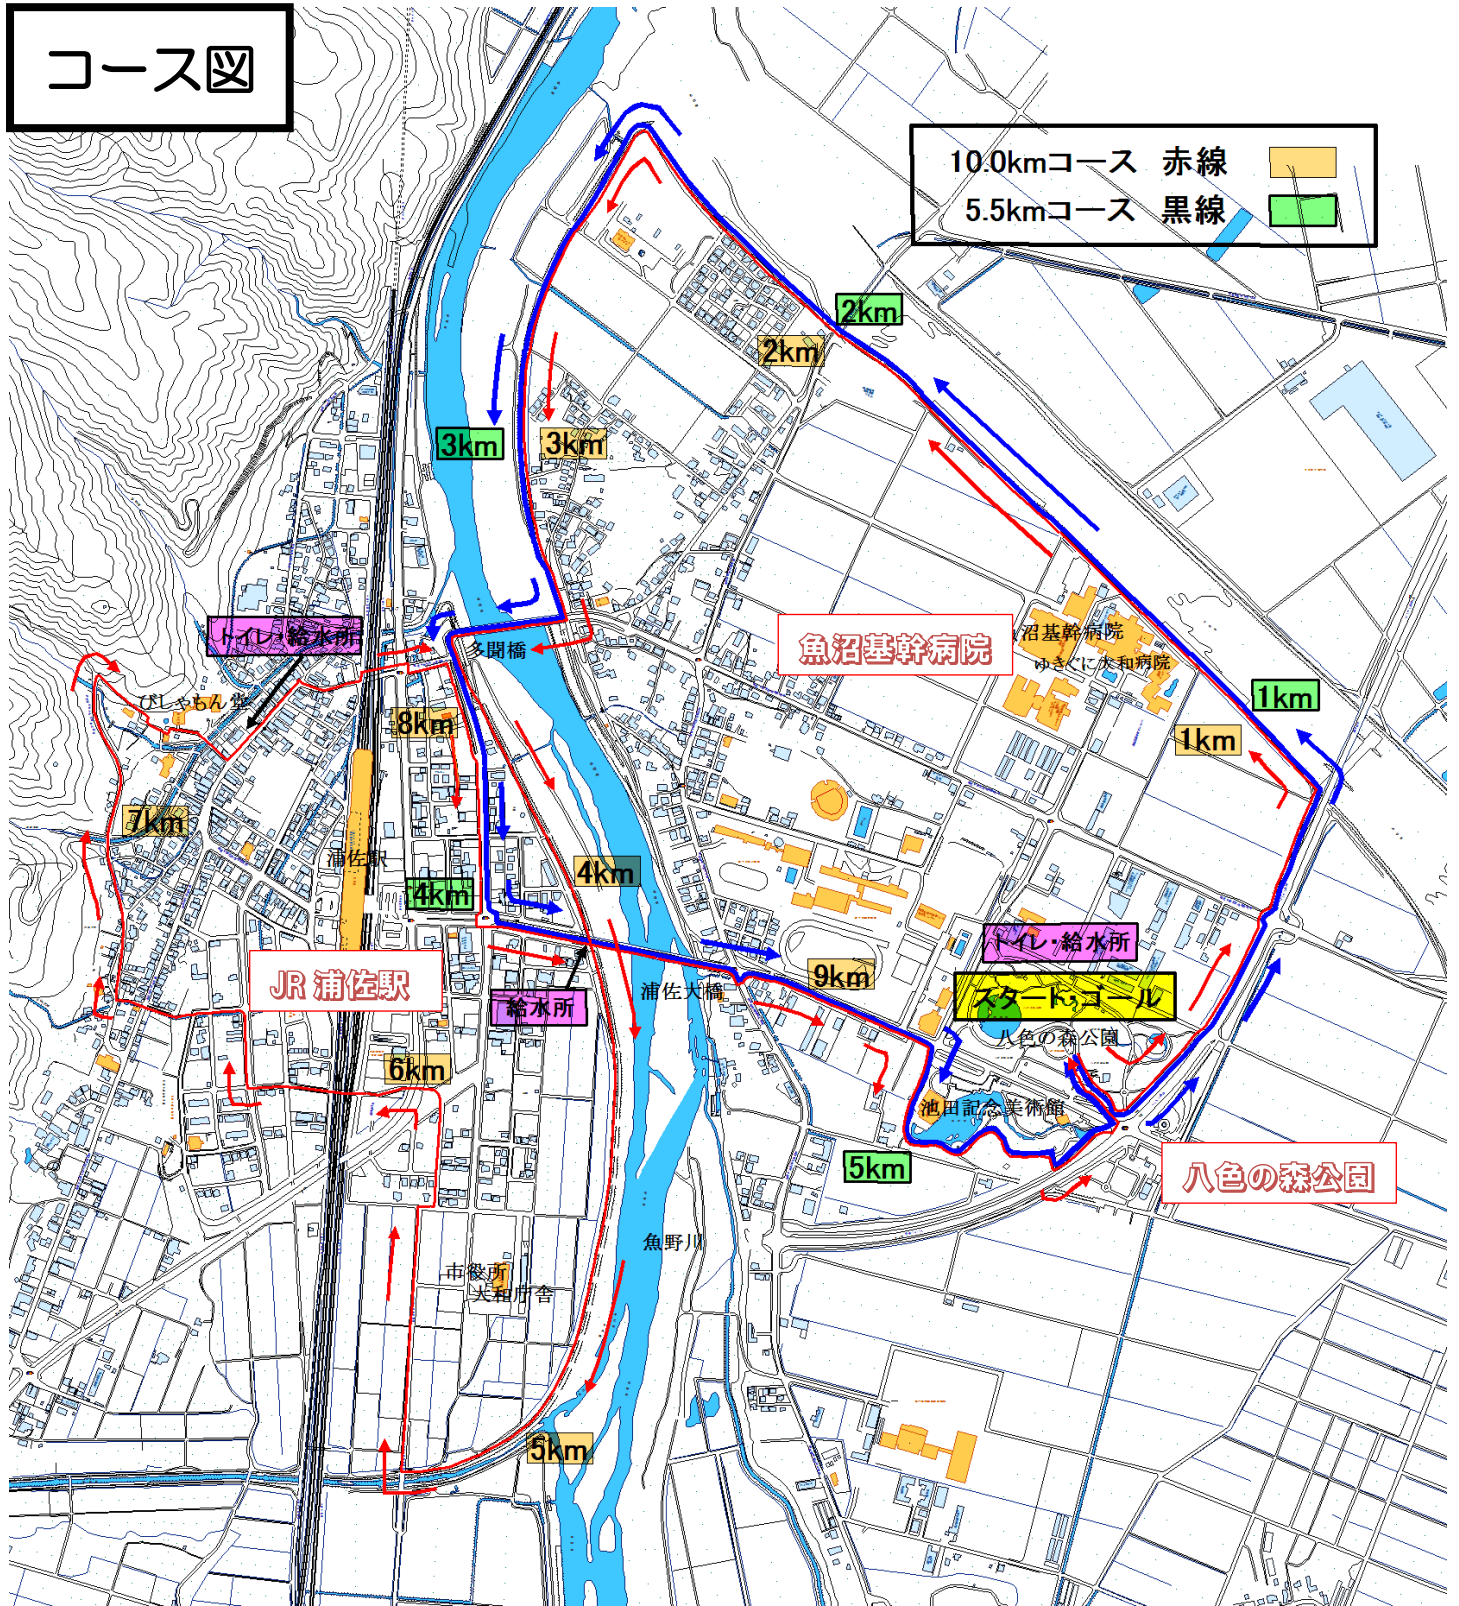 コース図
10.0kmコース 赤線
5.5kmコース 黒線
2km
2km
3km
3km
トイレ・給水所
多聞橋
魚沼基幹病院
沼基幹病院
ゆきぐに大和病院
びしゃもん堂
1km
1km
8km
7km
浦佐駅
4km
4km
トイレ・給水所
JR 浦佐駅
給水所
浦佐大橋
9km
スタート・ゴール
八色の森公園
6km
池田記念美術館
5km
八色の森公園
魚野川
市役所
大和庁舎
5km